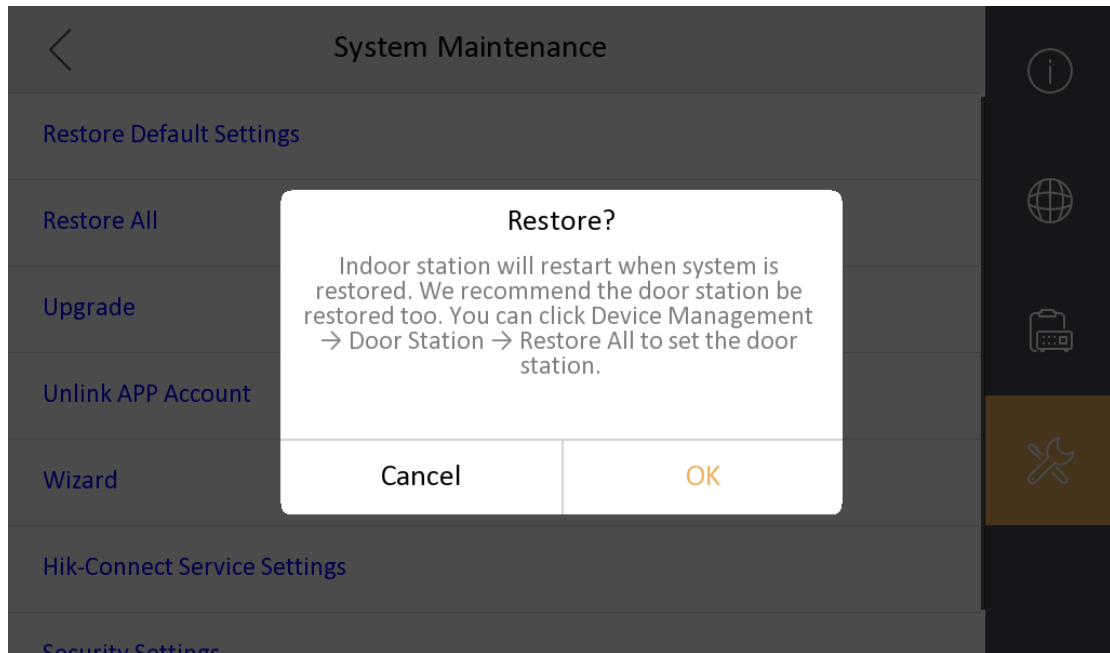 System Maintenance
Restore Default Settings
Restore All
Upgrade
Unlink APP Account
Wizard
Hik-Connect Service Settings
Security Settings
Restore?
Indoor station will restart when system is
restored. We recommend the door station be
restored too. You can click Device Management
→ Door Station → Restore All to set the door
station.
Cancel
OK